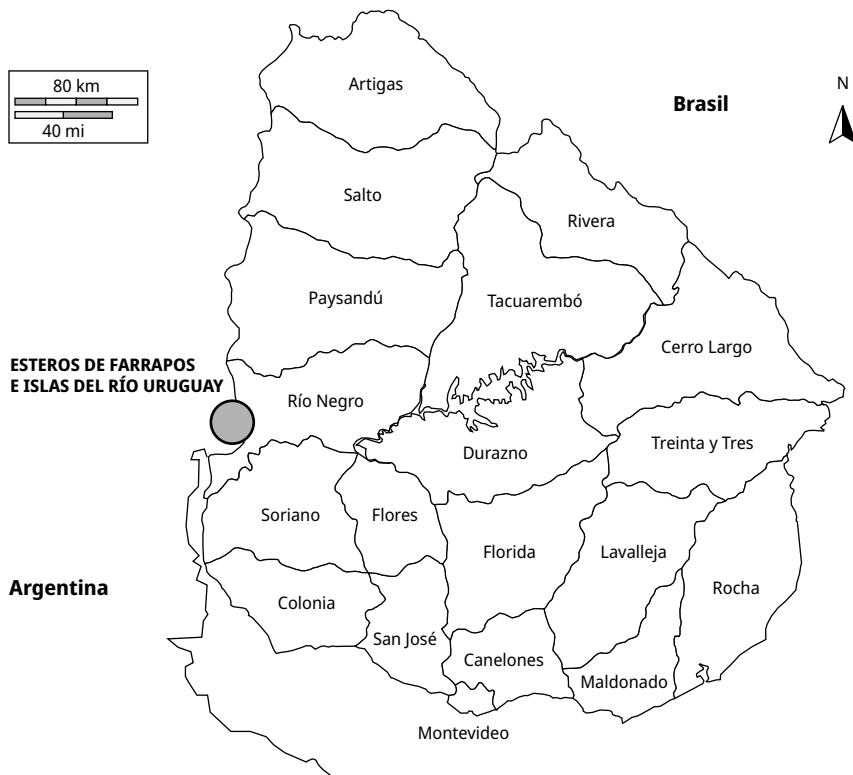 Artigas
80 km
40 mi
Brasil
N
Salto
Rivera
Paysandú
Tacuarembó
Cerro Largo
ESTEROS DE FARRAPOS
E ISLAS DEL RÍO URUGUAY
Río Negro
Treinta y Tres
Durazno
Soriano
Flores
Florida
Lavalleja
Argentina
Rocha
Colonia
San José
Canelones
Maldonado
Montevideo